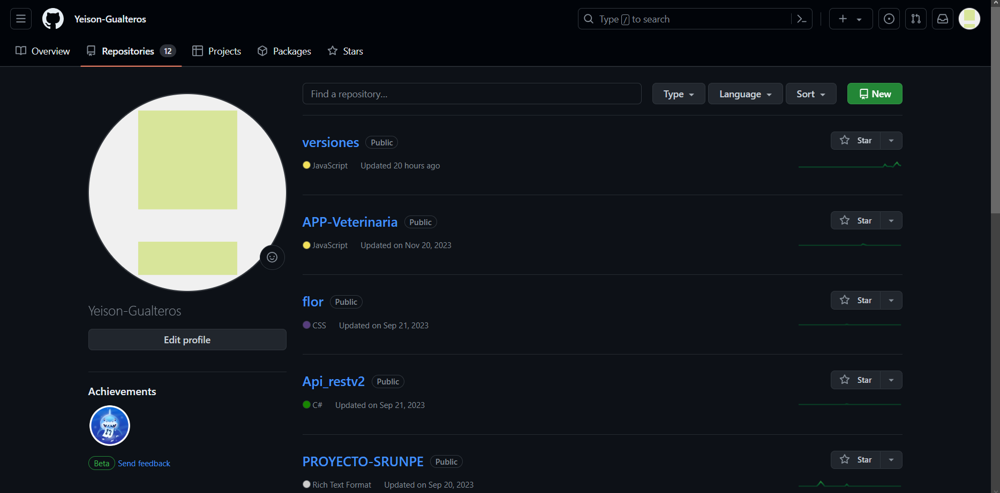 Yeison-Gualteros
Type / to search
Overview
Repositories 12
Projects
Packages
Stars
Find a repository...
Type
Language
Sort
New
Yeison-Gualteros
Edit profile
Achievements
Beta Send feedback
versiones Public
Star
JavaScript Updated 20 hours ago
APP-Veterinaria Public
Star
JavaScript Updated on Nov 20, 2023
flor Public
Star
CSS Updated on Sep 21, 2023
Api_restv2 Public
Star
C# Updated on Sep 21, 2023
PROYECTO-SRUNPE Public
Star
Rich Text Format Updated on Sep 20, 2023